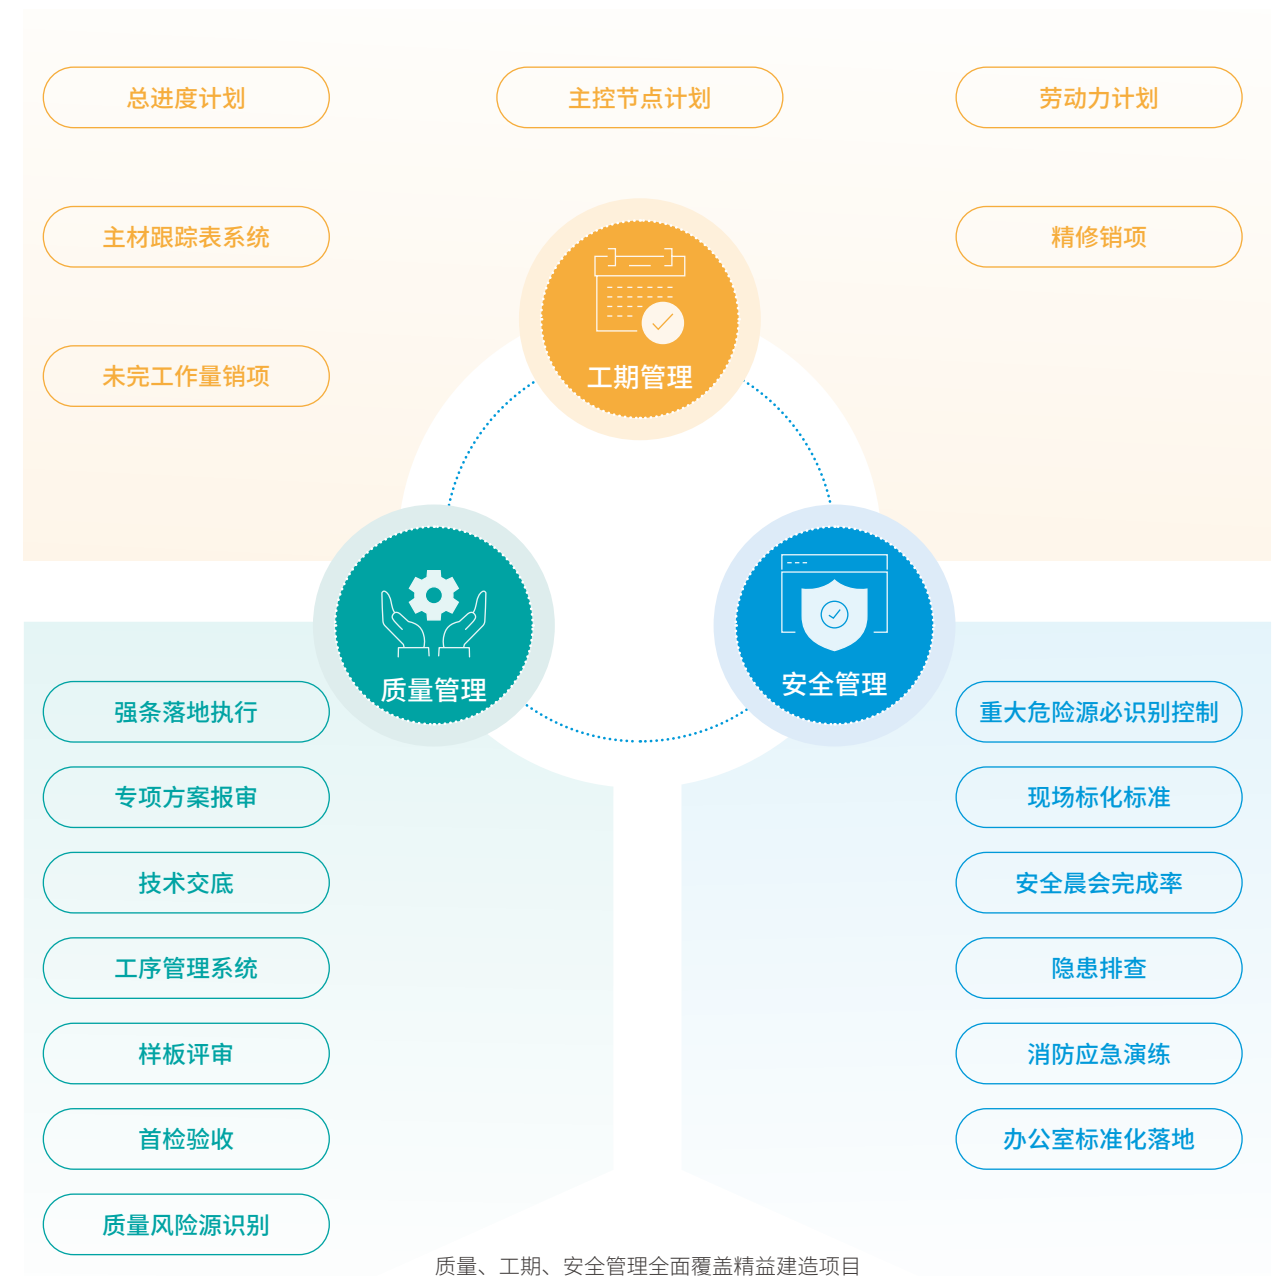 总进度计划
主控节点计划
劳动力计划
主材跟踪表系统
精修销项
未完工作量销项
工期管理
质量管理
安全管理
强条落地执行
专项方案报审
技术交底
工序管理系统
样板评审
首检验收
质量风险源识别
重大危险源必识别控制
现场标化标准
安全晨会完成率
隐患排查
消防应急演练
办公室标准化落地
质量、工期、安全管理全面覆盖精益建造项目